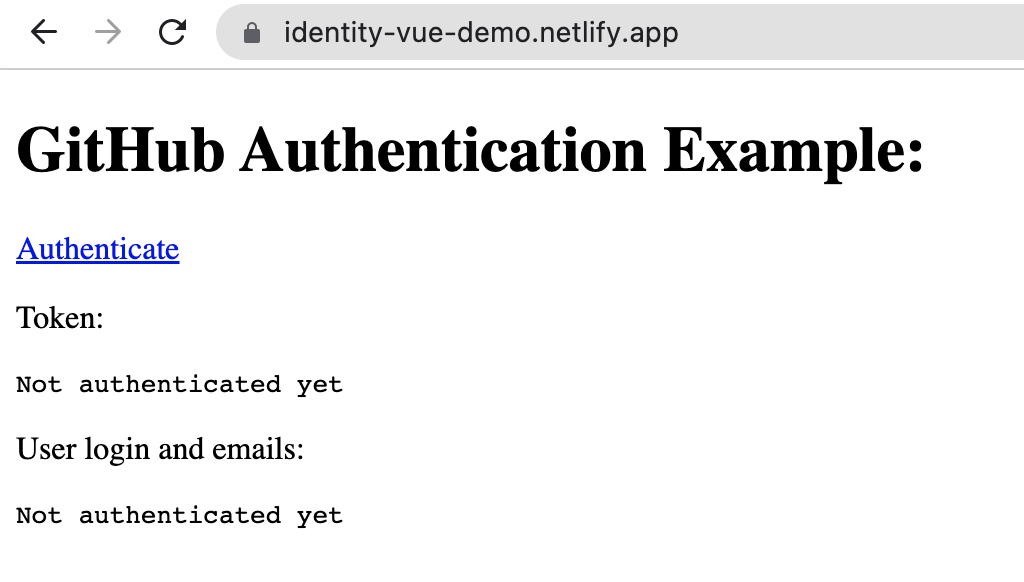 identity-vue-demo.netlify.app
GitHub Authentication Example:
Authenticate
Token:
Not authenticated yet
User login and emails:
Not authenticated yet